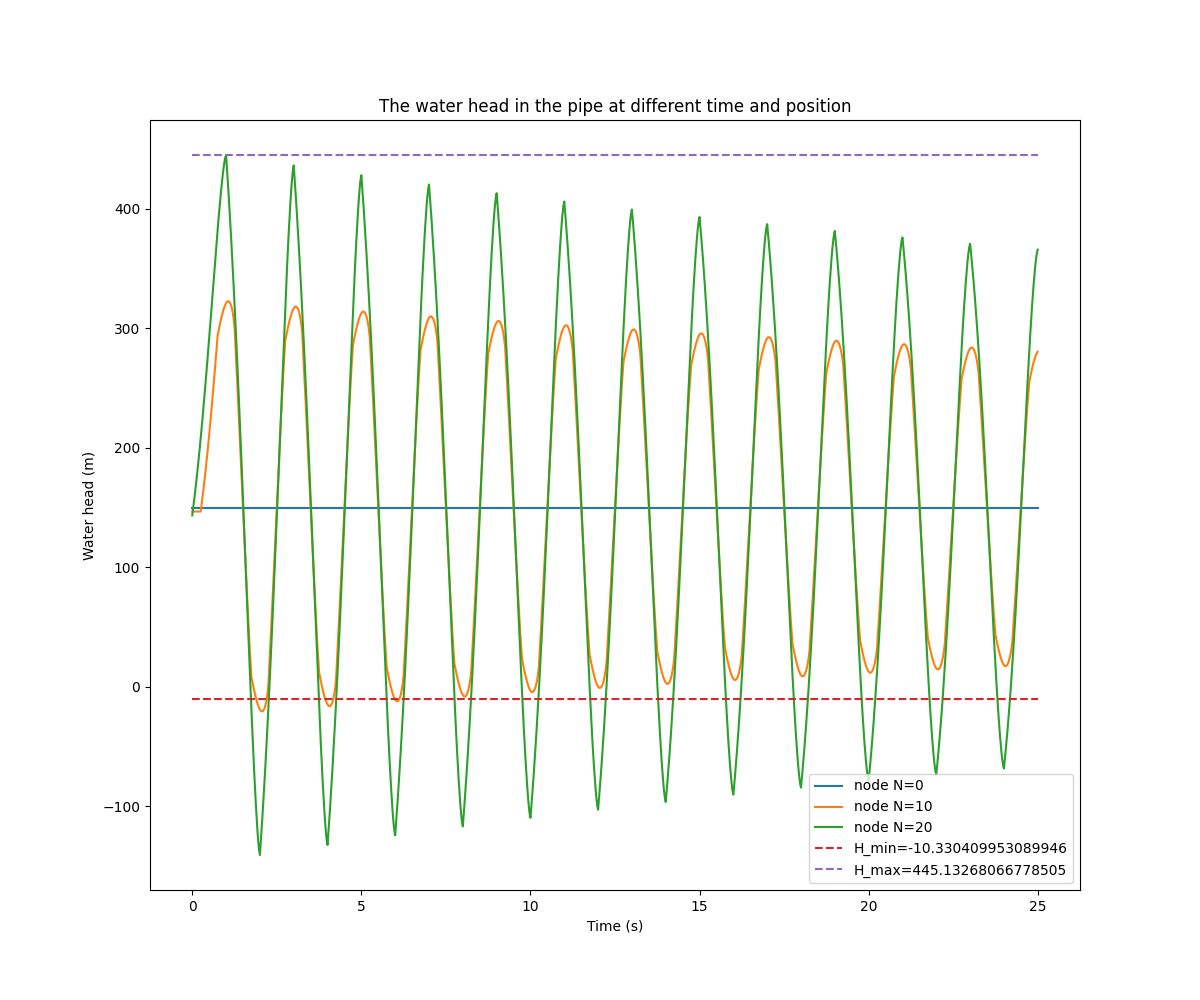 The water head in the pipe at different time and position
Water head (m)
400
300
200
100
0
−100
node N=0
node N=10
node N=20
H_min=-10.330409953089946
H_max=445.13268066778505
0 5 10 15 20 25
Time (s)